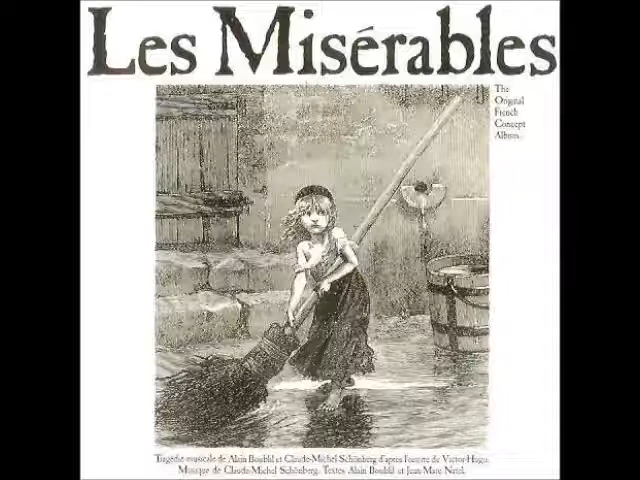 Les Misérables
The
Original
French
Concept
Album.
Tragédie musicale de Alain Boublil et Claude-Michel Schönberg d'après l'œuvre de Victor Hugo.
Musique de Claude-Michel Schönberg. Textes Alain Boublil et Jean-Marc Natel.